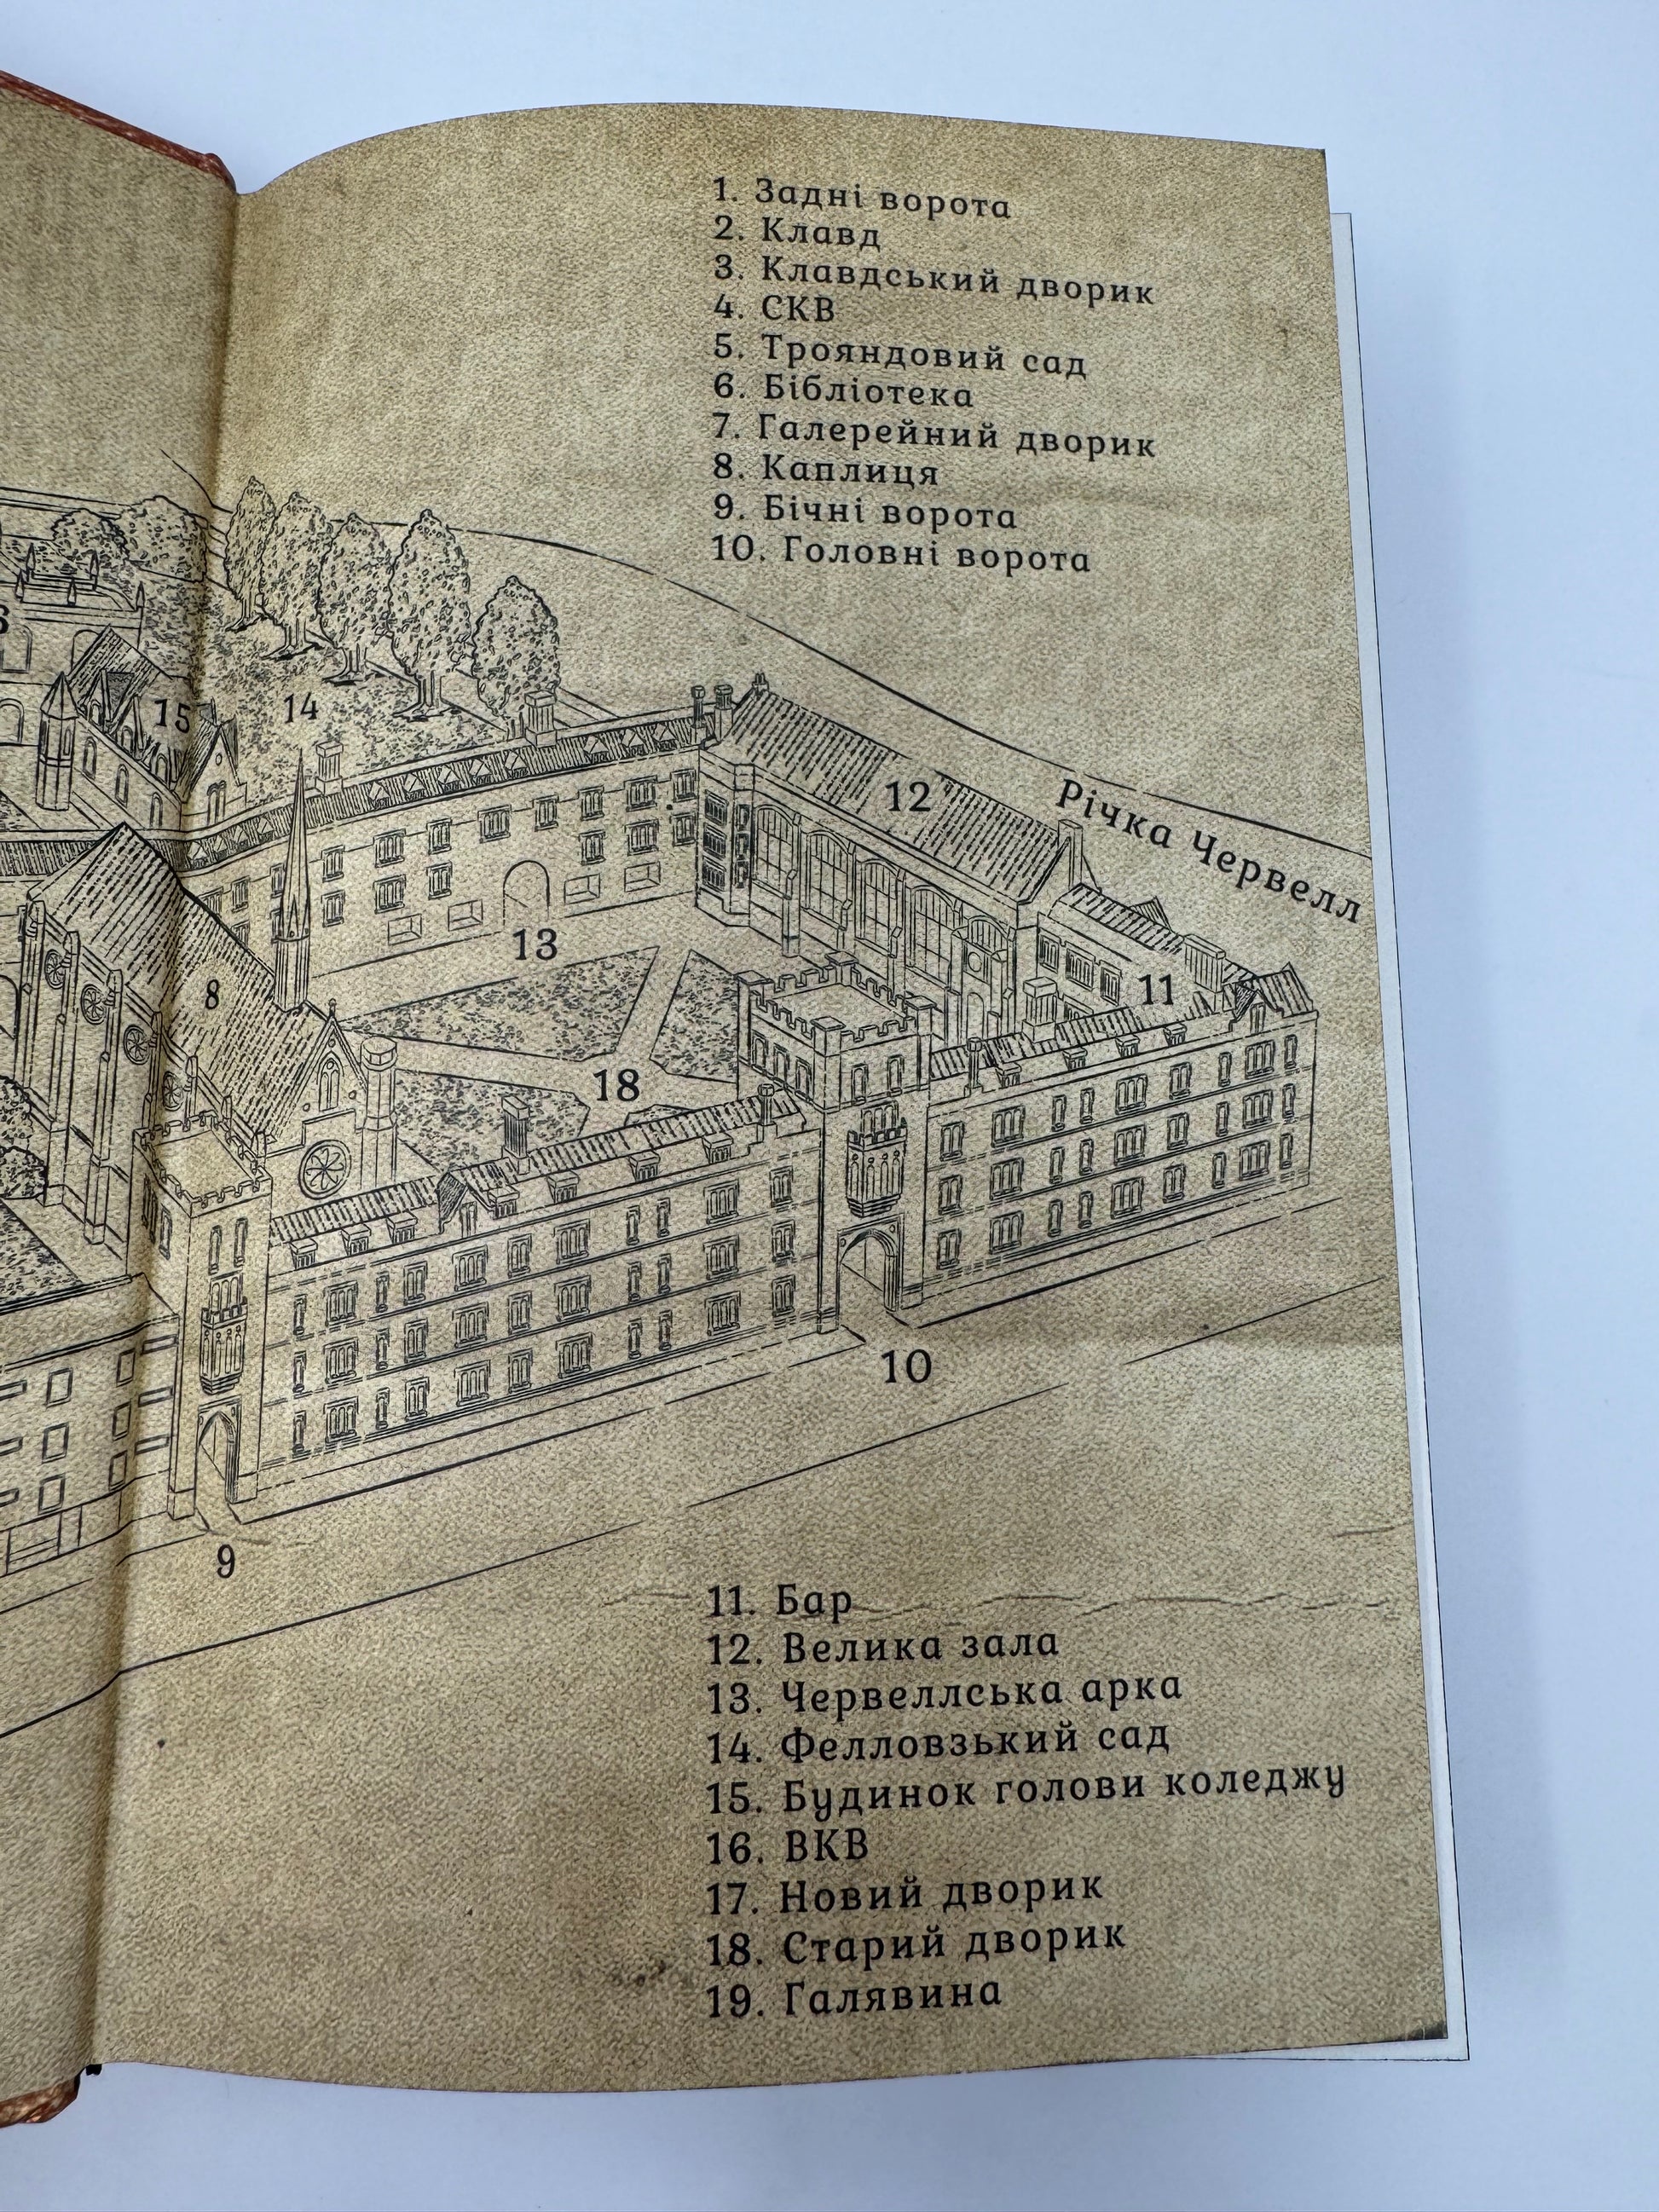 1. Задні ворота
2. Клавд
3. Клавдський дворик
4. СКВ
5. Трояндовий сад
6. Бібліотека
7. Галерейний дворик
8. Каплиця
9. Бічні ворота
10. Головні ворота
15
14
12
Річка Червелл
13
11
8
18
10
9
11. Бар
12. Велика зала
13. Червеллська арка
14. Фелловзький сад
15. Будинок голови коледжу
16. ВКВ
17. Новий дворик
18. Старий дворик
19. Галявина